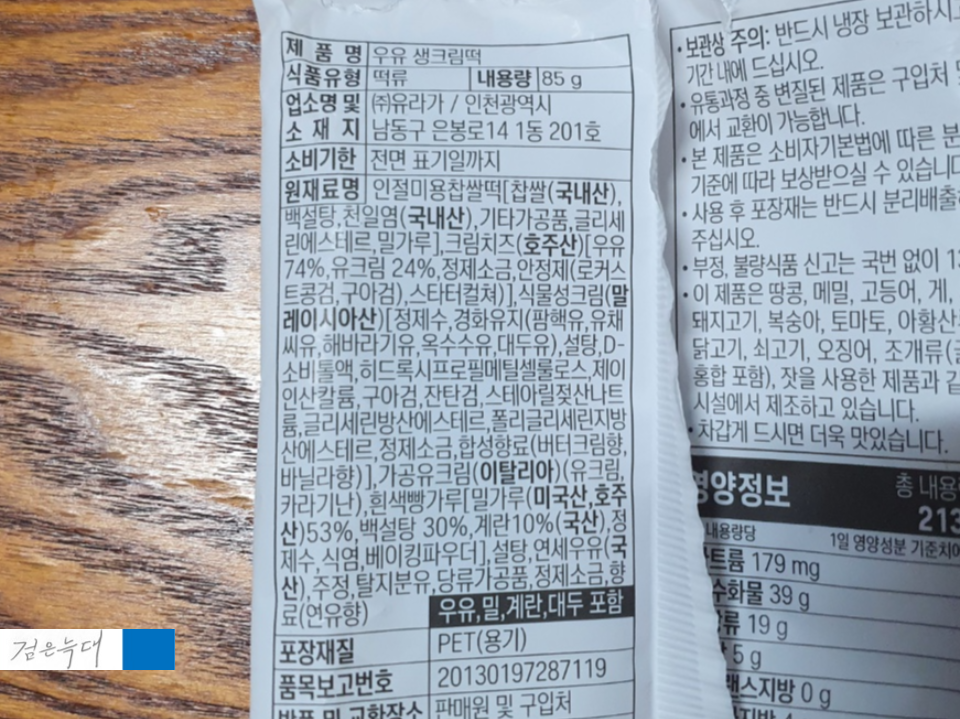 제 품 명 우유 생크림떡
식품유형 떡류 내용량 85 g
업소명 및 ㈜유라가 / 인천광역시
소 재 지 남동구 은봉로14 1동 201호
소비기한 전면 표기일까지
원재료명 인절미용찹쌀떡[찹쌀(국내산),
백설탕,천일염(국내산),기타가공품,글리세
린에스테르,밀가루],크림치즈(호주산)[우유
74%,유크림 24%,정제소금,안정제(로커스
트콩검,구아검),스타터컬쳐)],식물성크림(말
레이시아산)[정제수,경화유지(팜핵유,유채
씨유,해바라기유,옥수수유,대두유),설탕,D-
소비톨액,히드록시프로필메틸셀룰로스,제이
인산칼륨,구아검,잔탄검,스테아릴젖산나트
륨,글리세린방산에스테르,폴리글리세린지방
산에스테르,정제소금,합성향료(버터크림향,
바닐라향)],가공유크림(이탈리아)(유크림,
카라기난),흰색빵가루[밀가루(미국산,호주
산)53%,백설탕 30%,계란10%(국산),정
제수,식염,베이킹파우더],설탕,연세우유(국
산),주정,탈지분유,당류가공품,정제소금,향
료(연유향) 우유,밀,계란,대두 포함
포장재질 PET(용기)
품목보고번호 20130197287119
반품 및 교환장소 판매원 및 구입처
• 보관상 주의: 반드시 냉장 보관하시
기간 내에 드십시오.
• 유통과정 중 변질된 제품은 구입처
에서 교환이 가능합니다.
• 본 제품은 소비자기본법에 따른 분
기준에 따라 보상받으실 수 있습니다
• 사용 후 포장재는 반드시 분리배출
주십시오.
• 부정, 불량식품 신고는 국번 없이 1
• 이 제품은 땅콩, 메밀, 고등어, 게,
돼지고기, 복숭아, 토마토, 아황산
닭고기, 쇠고기, 오징어, 조개류(
홍합 포함), 잣을 사용한 제품과 같
시설에서 제조하고 있습니다.
• 차갑게 드시면 더욱 맛있습니다.
영양정보 총 내용
213
내용량당 1일 영양성분 기준치에
트륨 179 mg
수화물 39 g
류 19 g
5 g
랜스지방 0 g
검은늑대